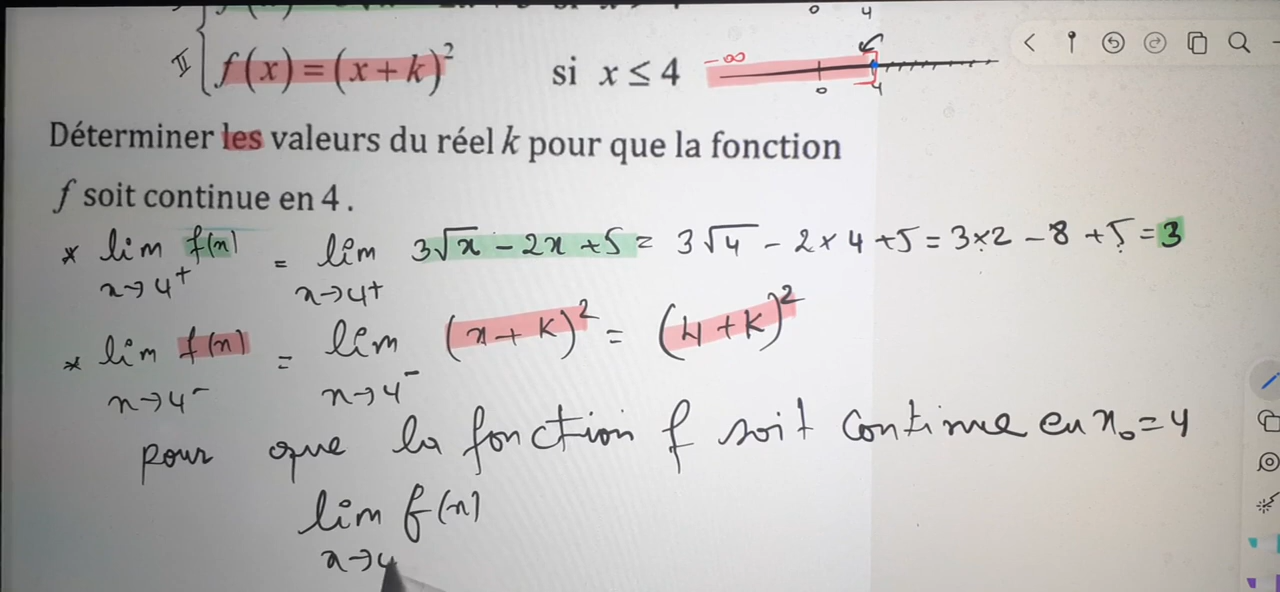 0 4
II f(x) = (x + k)² si x ≤ 4 -∞ 0 4
Déterminer les valeurs du réel k pour que la fonction
f soit continue en 4 .
* lim f(x) = lim 3√x - 2x + 5 = 3√4 - 2×4 + 5 = 3×2 - 8 + 5 = 3
x→4⁺ x→4⁺
* lim f(x) = lim (x + k)² = (4 + k)²
x→4⁻ x→4⁻
pour que la fonction f soit continue en x₀ = 4
lim f(x)
x→4